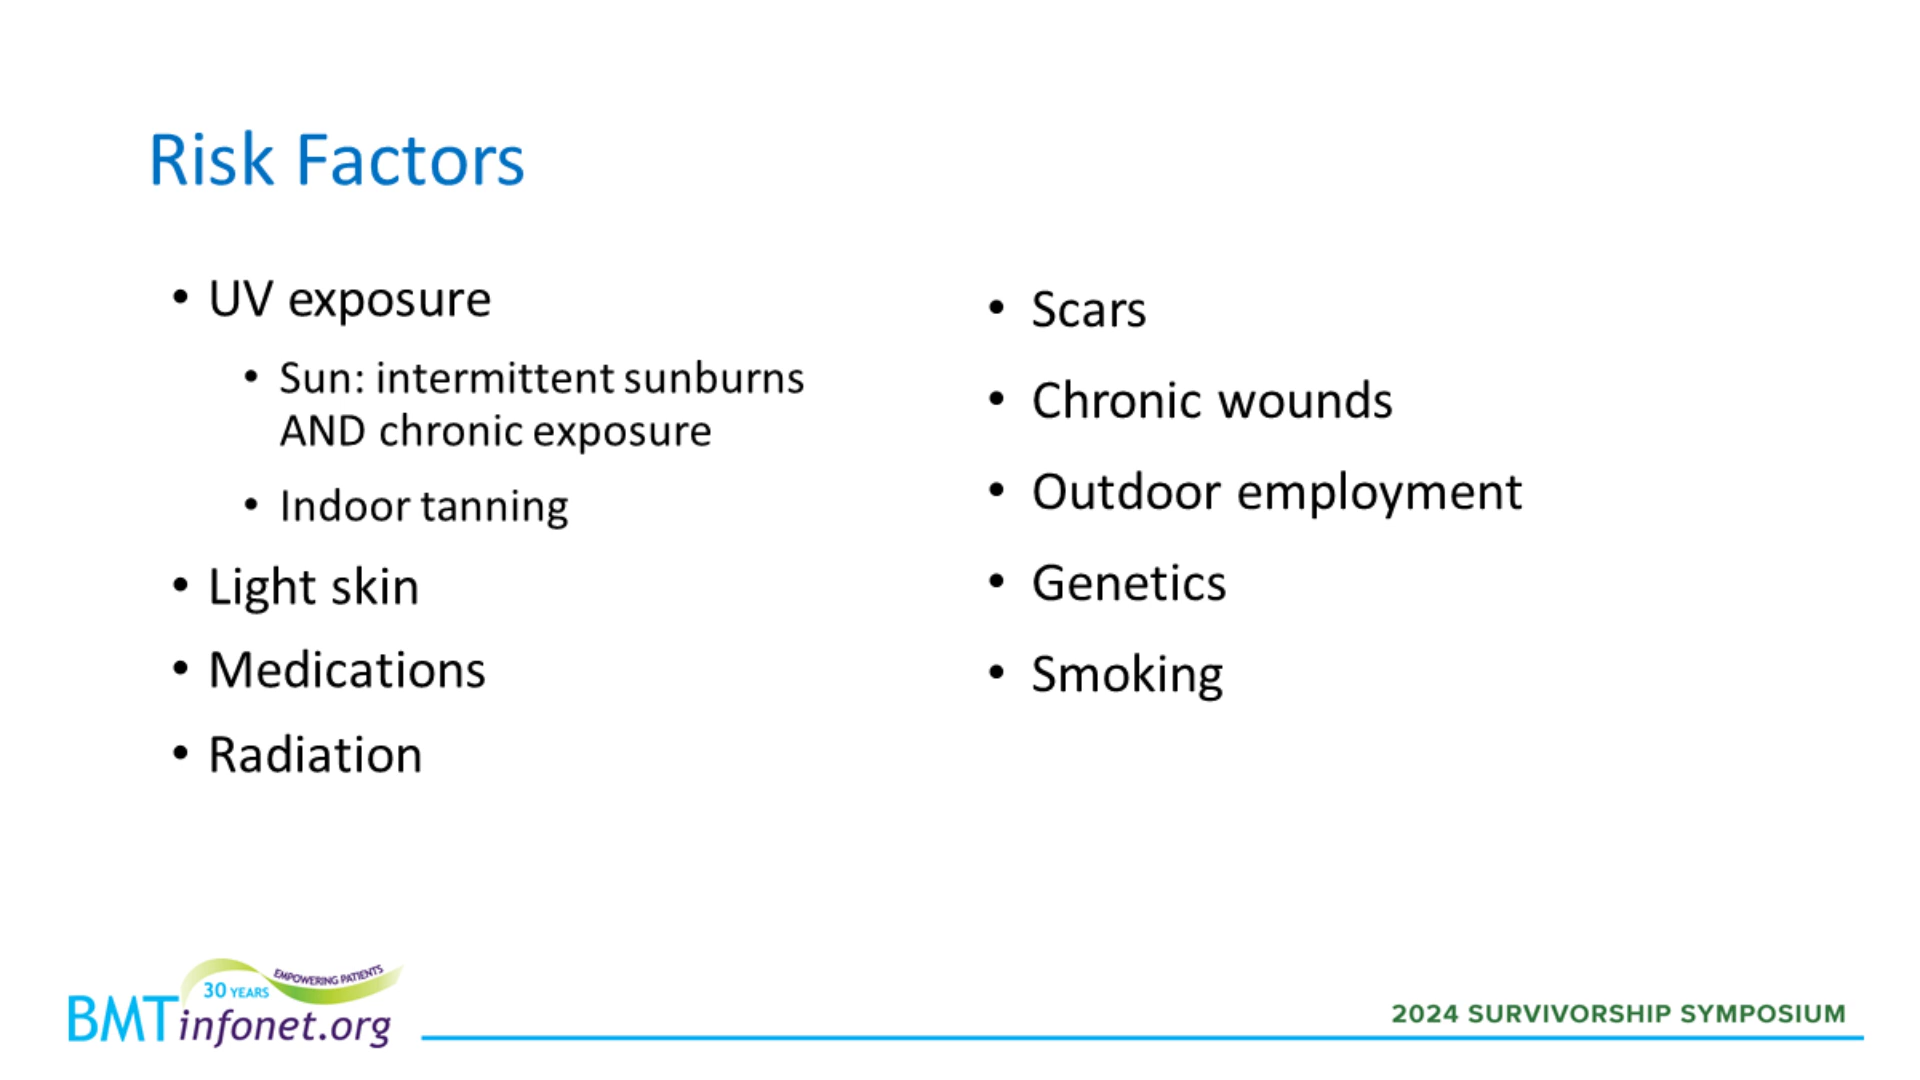 Risk Factors
• UV exposure
• Sun: intermittent sunburns
AND chronic exposure
• Indoor tanning
• Light skin
• Medications
• Radiation
• Scars
• Chronic wounds
• Outdoor employment
• Genetics
• Smoking
EMPOWERING PATIENTS
30 YEARS
BMTinfonet.org
2024 SURVIVORSHIP SYMPOSIUM